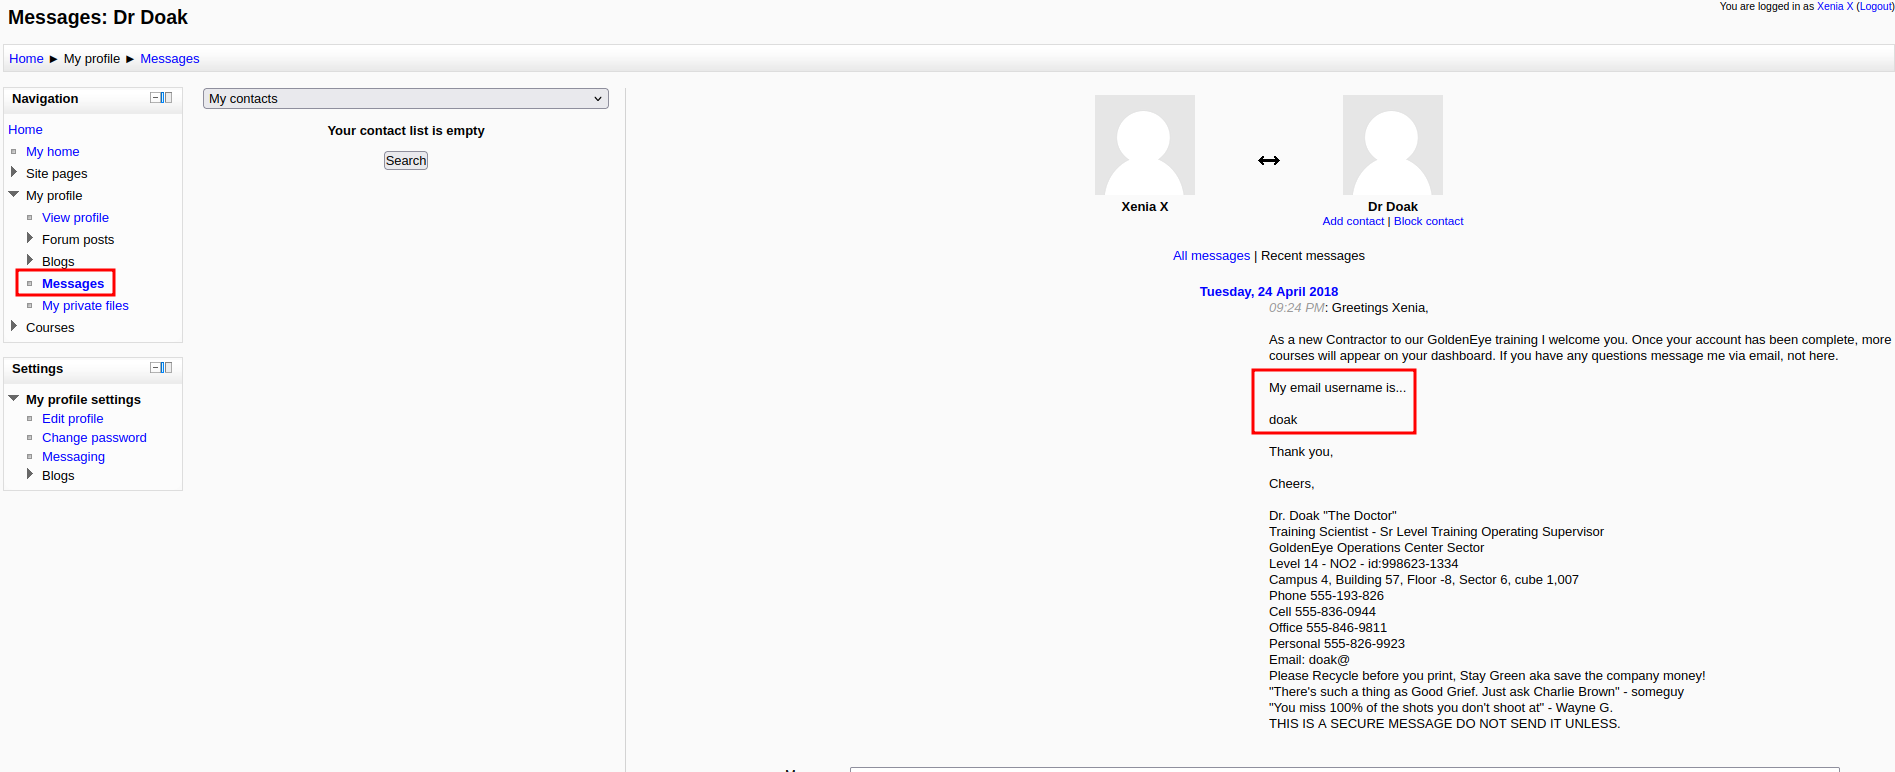 Messages: Dr Doak
You are logged in as Xenia X (Logout)
Home ► My profile ► Messages
Navigation
Home
My home
Site pages
My profile
View profile
Forum posts
Blogs
Messages
My private files
Courses
Settings
My profile settings
Edit profile
Change password
Messaging
Blogs
My contacts
Your contact list is empty
Search
Xenia X
Dr Doak
Add contact | Block contact
All messages | Recent messages
Tuesday, 24 April 2018
09:24 PM: Greetings Xenia,
As a new Contractor to our GoldenEye training I welcome you. Once your account has been complete, more
courses will appear on your dashboard. If you have any questions message me via email, not here.
My email username is...
doak
Thank you,
Cheers,
Dr. Doak "The Doctor"
Training Scientist - Sr Level Training Operating Supervisor
GoldenEye Operations Center Sector
Level 14 - NO2 - id:998623-1334
Campus 4, Building 57, Floor -8, Sector 6, cube 1,007
Phone 555-193-826
Cell 555-836-0944
Office 555-846-9811
Personal 555-826-9923
Email: doak@
Please Recycle before you print, Stay Green aka save the company money!
"There's such a thing as Good Grief. Just ask Charlie Brown" - someguy
"You miss 100% of the shots you don't shoot at" - Wayne G.
THIS IS A SECURE MESSAGE DO NOT SEND IT UNLESS.